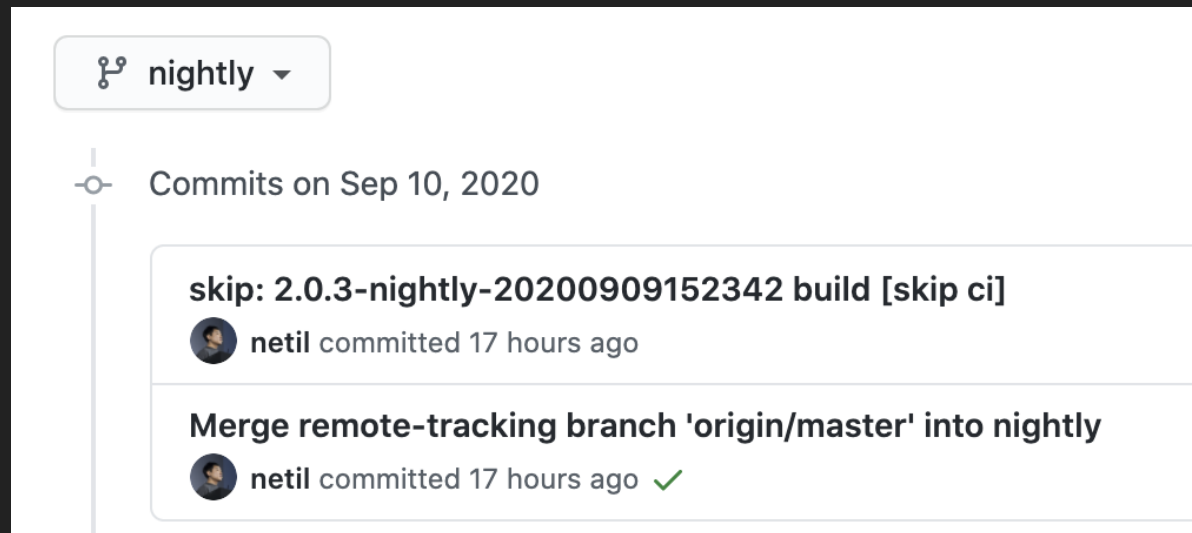 nightly
Commits on Sep 10, 2020
skip: 2.0.3-nightly-20200909152342 build [skip ci]
netil committed 17 hours ago
Merge remote-tracking branch 'origin/master' into nightly
netil committed 17 hours ago